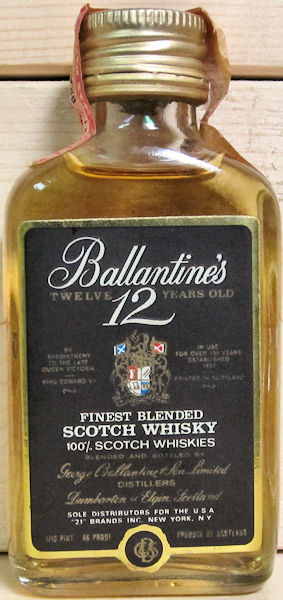 Ballantine's
TWELVE 12 YEARS OLD
BY
APPOINTMENT
TO THE LATE
QUEEN VICTORIA
KING EDWARD VII
IN USE
FOR OVER 131 YEARS
ESTABLISHED
1827
PRINTED IN SCOTLAND
FINEST BLENDED
SCOTCH WHISKY
100% SCOTCH WHISKIES
BLENDED AND BOTTLED BY
George Ballantine & Son Limited
DISTILLERS
Dumbarton & Elgin, Scotland
SOLE DISTRIBUTORS FOR THE U S A
"21" BRANDS INC. NEW YORK, N.Y
1/10 PINT 86 PROOF
PRODUCE OF SCOTLAND